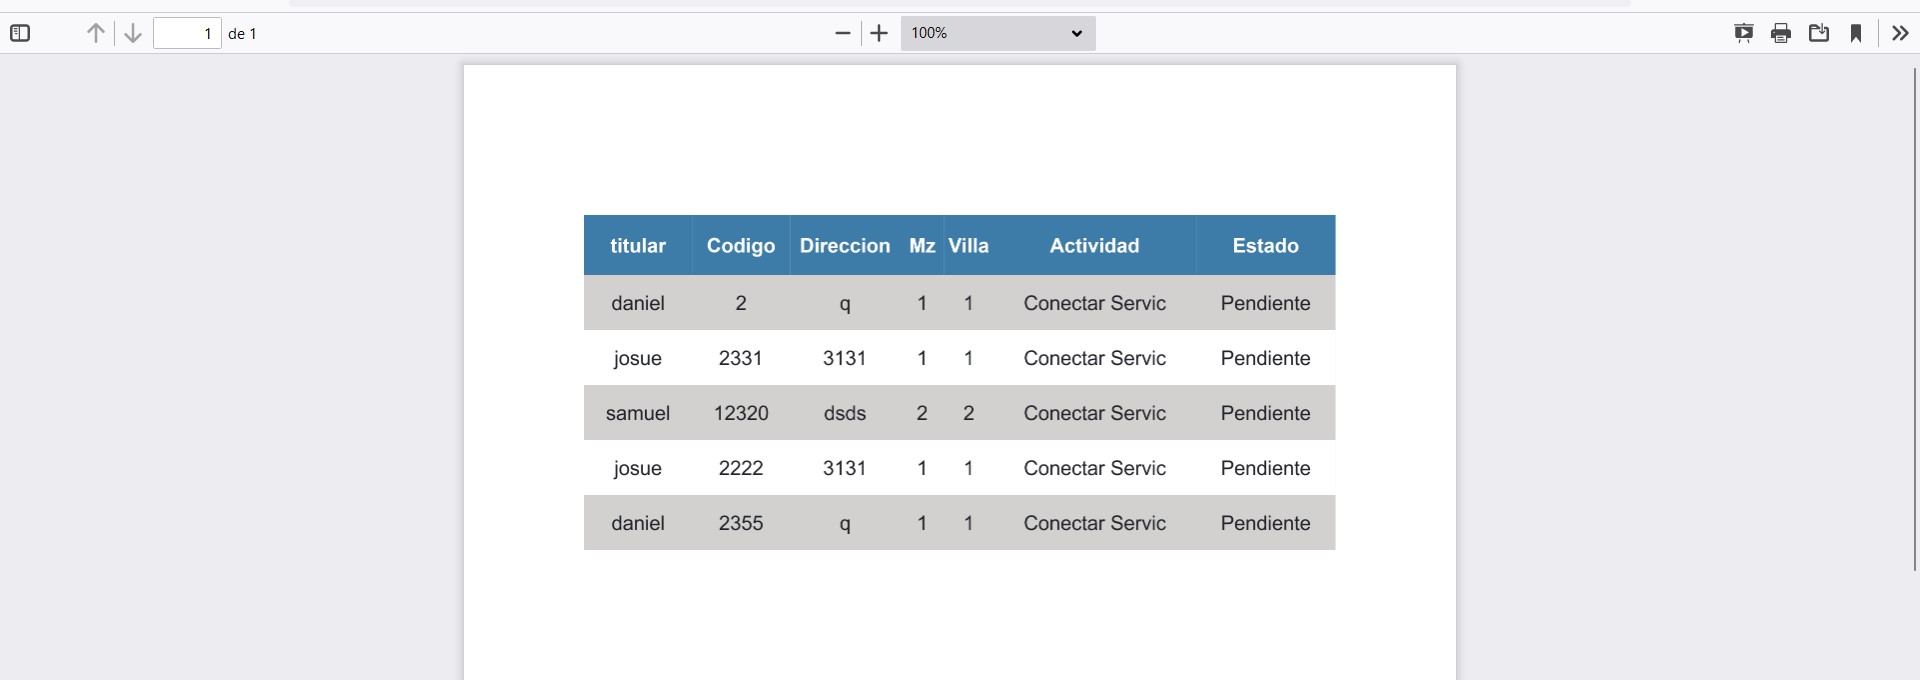 1 de 1 100%
titular Codigo Direccion Mz Villa Actividad Estado
daniel 2 q 1 1 Conectar Servic Pendiente
josue 2331 3131 1 1 Conectar Servic Pendiente
samuel 12320 dsds 2 2 Conectar Servic Pendiente
josue 2222 3131 1 1 Conectar Servic Pendiente
daniel 2355 q 1 1 Conectar Servic Pendiente